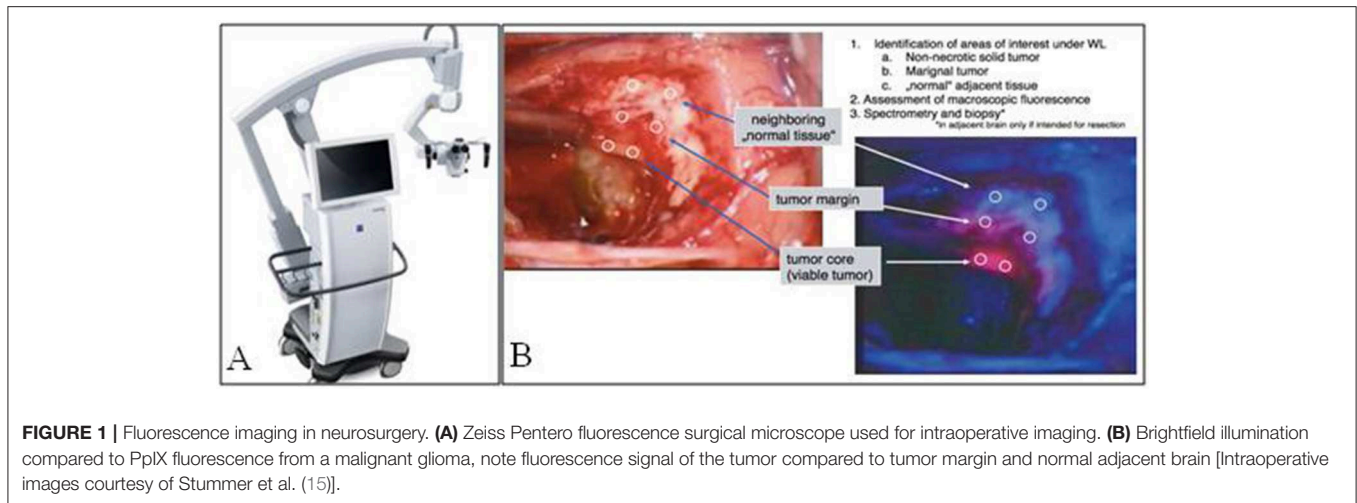 1. Identification of areas of interest under WL
a. Non-necrotic solid tumor
b. Marignal tumor
c. „normal“ adjacent tissue
2. Assessment of macroscopic fluorescence
3. Spectrometry and biopsy*
*in adjacent brain only if intended for resection
neighboring
„normal tissue“
tumor margin
tumor core
(viable tumor)
A
B
FIGURE 1 | Fluorescence imaging in neurosurgery. (A) Zeiss Pentero fluorescence surgical microscope used for intraoperative imaging. (B) Brightfield illumination
compared to PpIX fluorescence from a malignant glioma, note fluorescence signal of the tumor compared to tumor margin and normal adjacent brain [Intraoperative
images courtesy of Stummer et al. (15)].